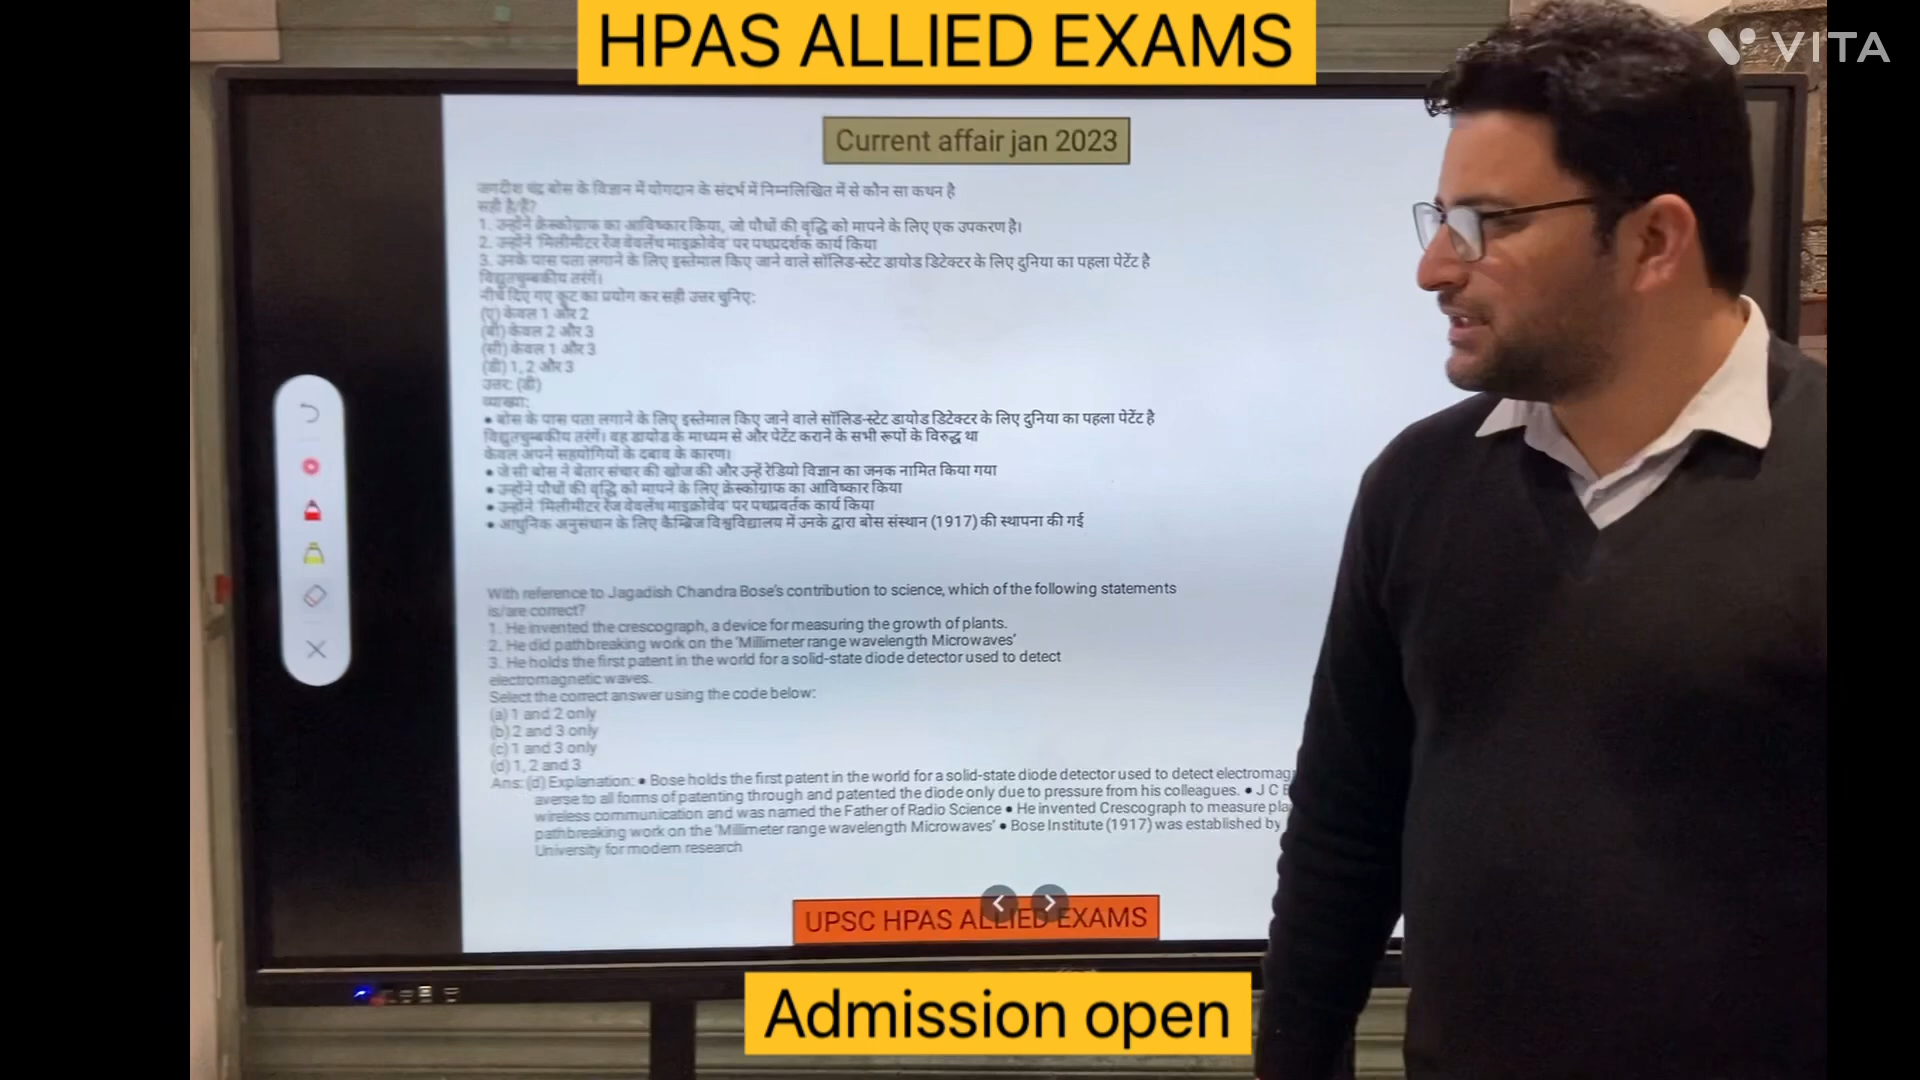 HPAS ALLIED EXAMS
VITA
Current affair jan 2023
जगदीश चंद्र बोस के विज्ञान में योगदान के संदर्भ में निम्नलिखित में से कौन सा कथन है
सही है/हैं?
1. उन्होंने क्रेस्कोग्राफ का आविष्कार किया, जो पौधों की वृद्धि को मापने के लिए एक उपकरण है।
2. उन्होंने 'मिलीमीटर रेंज वेवलेंथ माइक्रोवेव' पर पथप्रदर्शक कार्य किया
3. उनके पास पता लगाने के लिए इस्तेमाल किए जाने वाले सॉलिड-स्टेट डायोड डिटेक्टर के लिए दुनिया का पहला पेटेंट है
विद्युतचुम्बकीय तरंगें।
नीचे दिए गए कूट का प्रयोग कर सही उत्तर चुनिए:
(ए) केवल 1 और 2
(बी) केवल 2 और 3
(सी) केवल 1 और 3
(डी) 1, 2 और 3
उत्तर: (डी)
व्याख्या:
• बोस के पास पता लगाने के लिए इस्तेमाल किए जाने वाले सॉलिड-स्टेट डायोड डिटेक्टर के लिए दुनिया का पहला पेटेंट है
विद्युतचुम्बकीय तरंगें। वह डायोड के माध्यम से और पेटेंट कराने के सभी रूपों के विरुद्ध था
केवल अपने सहयोगियों के दबाव के कारण।
• जे सी बोस ने बेतार संचार की खोज की और उन्हें रेडियो विज्ञान का जनक नामित किया गया
• उन्होंने पौधों की वृद्धि को मापने के लिए क्रेस्कोग्राफ का आविष्कार किया
• उन्होंने 'मिलीमीटर रेंज वेवलेंथ माइक्रोवेव' पर पथप्रवर्तक कार्य किया
• आधुनिक अनुसंधान के लिए कैम्ब्रिज विश्वविद्यालय में उनके द्वारा बोस संस्थान (1917) की स्थापना की गई
With reference to Jagadish Chandra Bose's contribution to science, which of the following statements
is/are correct?
1. He invented the crescograph, a device for measuring the growth of plants.
2. He did pathbreaking work on the 'Millimeter range wavelength Microwaves'
3. He holds the first patent in the world for a solid-state diode detector used to detect
electromagnetic waves.
Select the correct answer using the code below:
(a) 1 and 2 only
(b) 2 and 3 only
(c) 1 and 3 only
(d) 1, 2 and 3
Ans: (d) Explanation: • Bose holds the first patent in the world for a solid-state diode detector used to detect electromag
averse to all forms of patenting through and patented the diode only due to pressure from his colleagues. • J C B
wireless communication and was named the Father of Radio Science • He invented Crescograph to measure pla
pathbreaking work on the 'Millimeter range wavelength Microwaves' • Bose Institute (1917) was established by
University for modern research
UPSC HPAS ALLIED EXAMS
Admission open